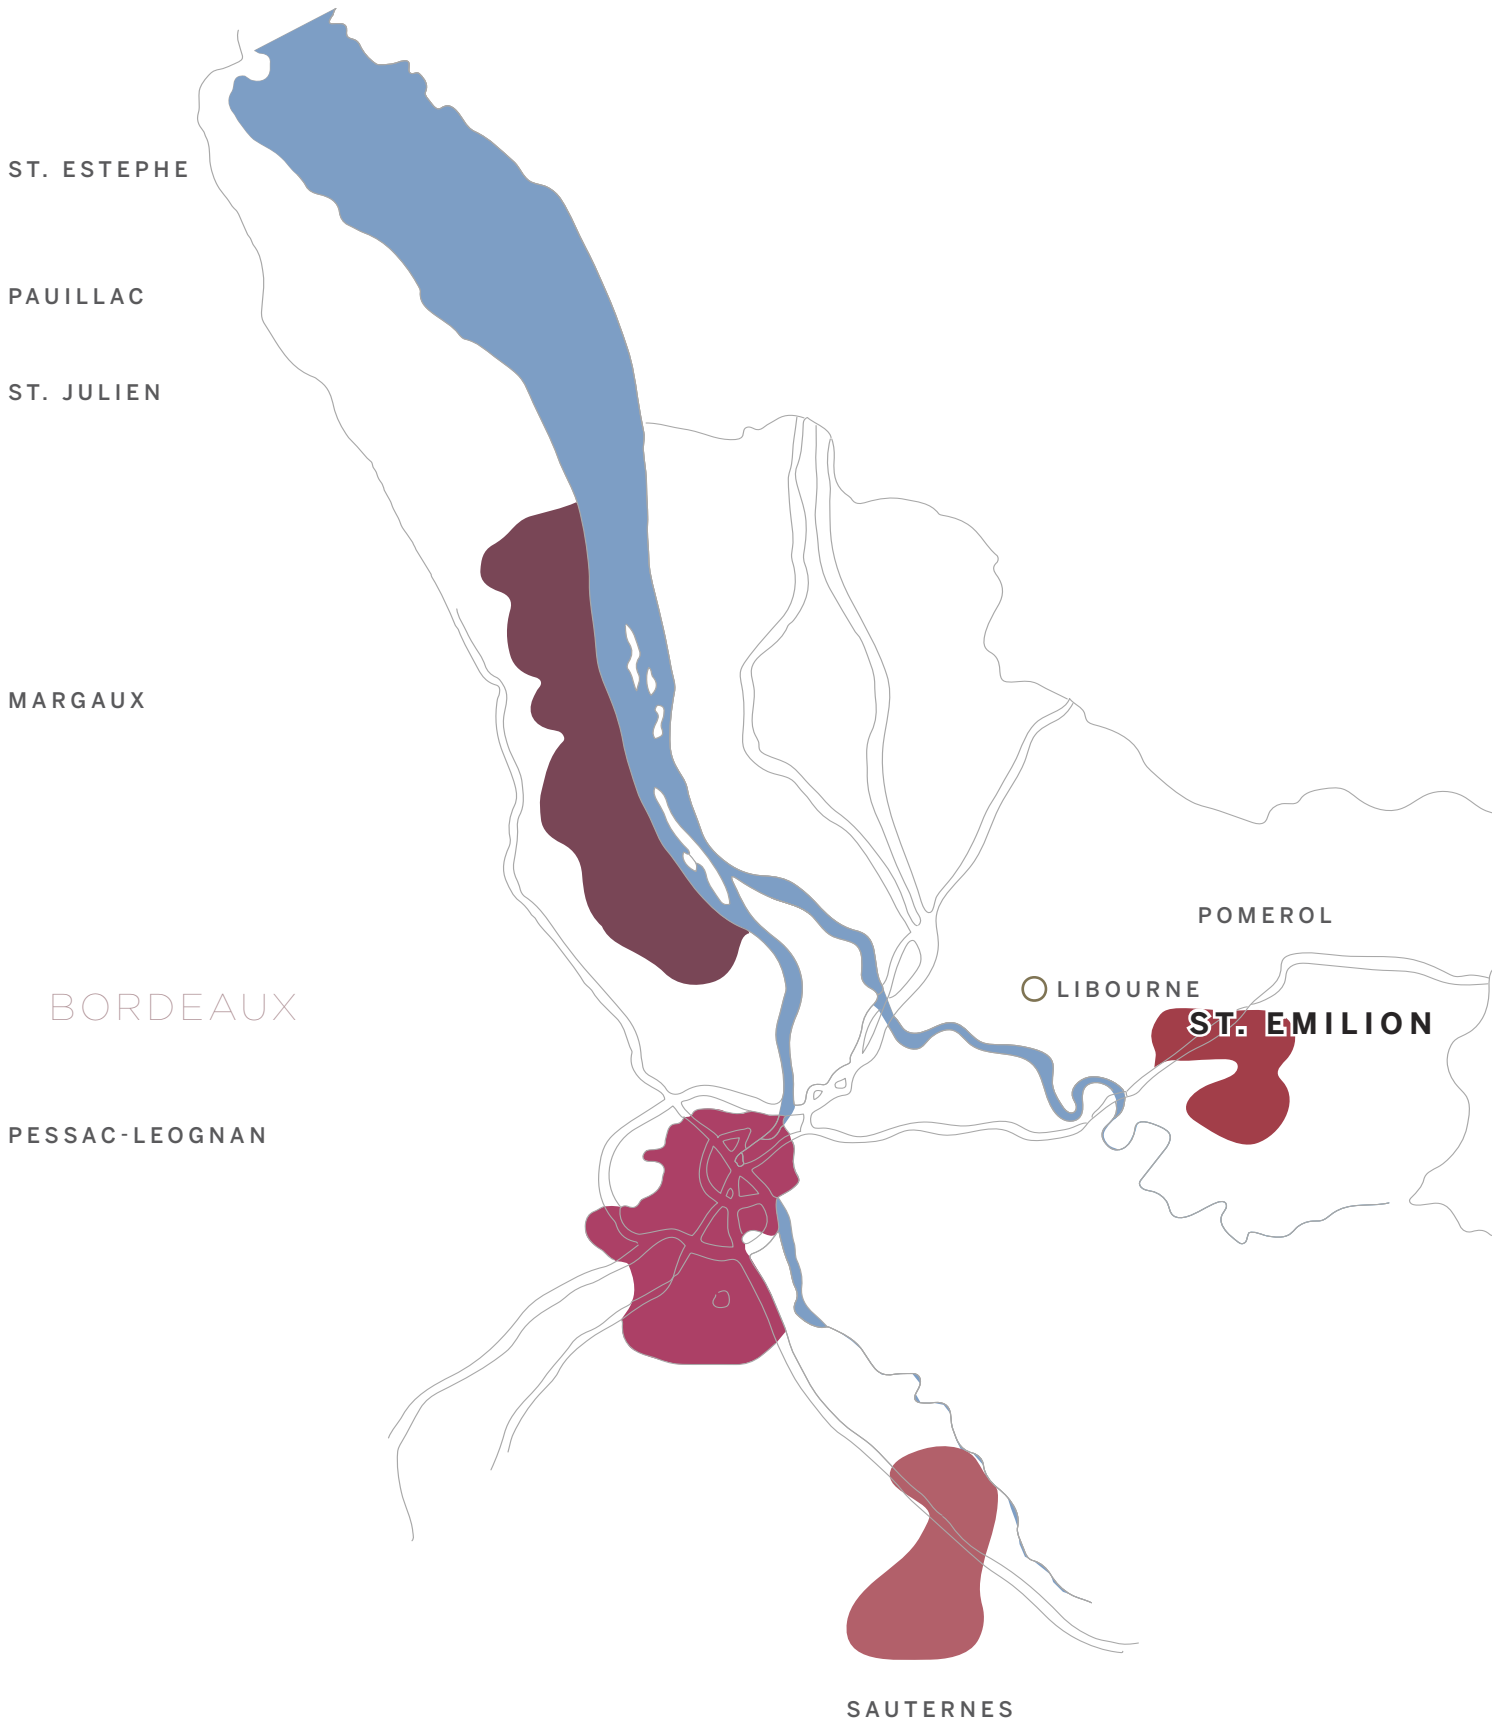 ST. ESTEPHE
PAUILLAC
ST. JULIEN
MARGAUX
POMEROL
LIBOURNE
BORDEAUX
ST. EMILION
PESSAC-LEOGNAN
SAUTERNES